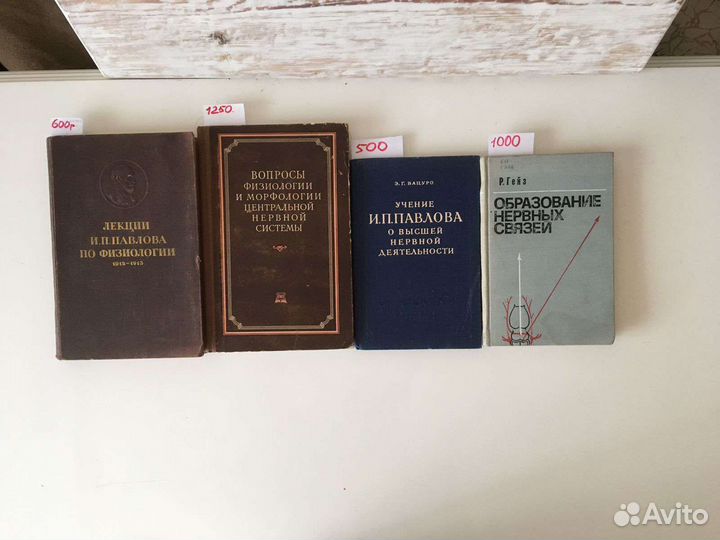 600р
1250
500
1000
ЛЕКЦИИ
И.П.ПАВЛОВА
ПО ФИЗИОЛОГИИ
1912-1913
ВОПРОСЫ
ФИЗИОЛОГИИ
И МОРФОЛОГИИ
ЦЕНТРАЛЬНОЙ
НЕРВНОЙ
СИСТЕМЫ
Э.Г. ВАЦУРО
УЧЕНИЕ
И.П.ПАВЛОВА
О ВЫСШЕЙ
НЕРВНОЙ
ДЕЯТЕЛЬНОСТИ
Р.Гейз
ОБРАЗОВАНИЕ
НЕРВНЫХ
СВЯЗЕЙ
Avito